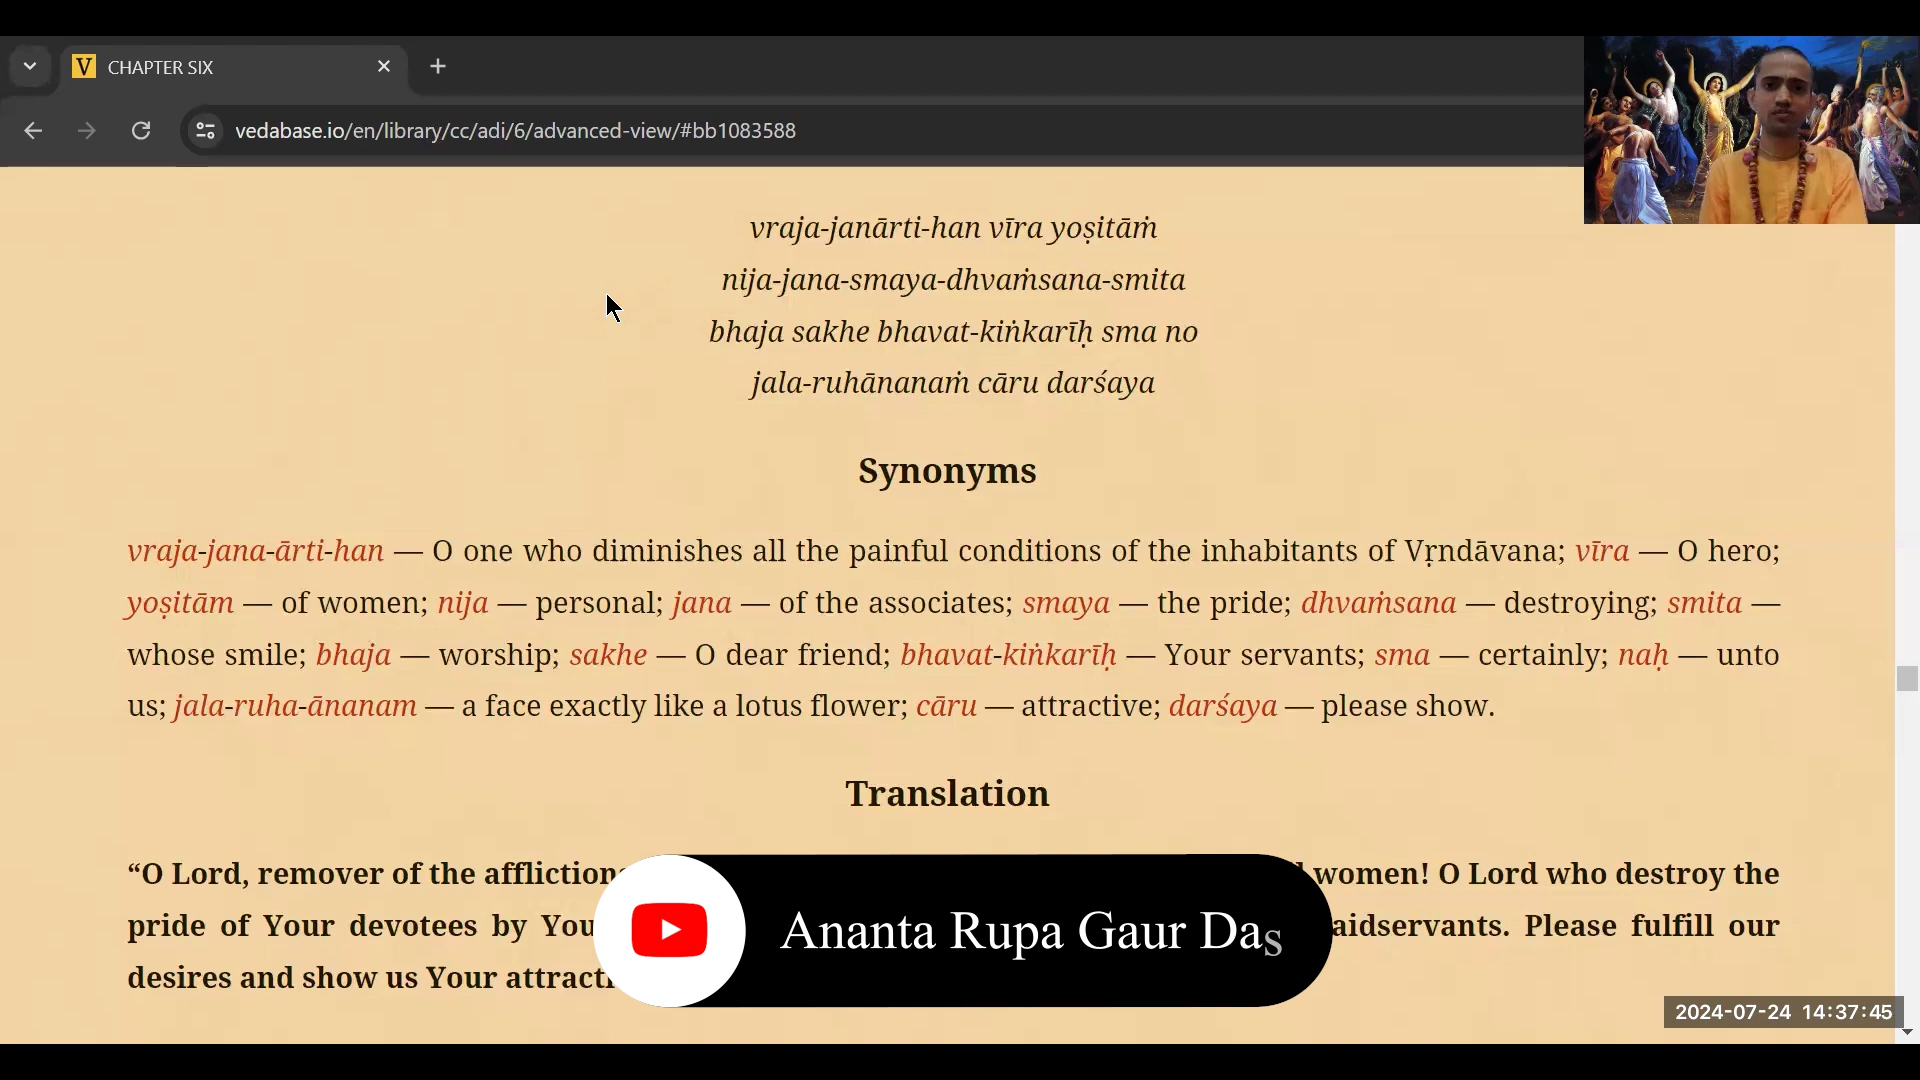 CHAPTER SIX
vedabase.io/en/library/cc/adi/6/advanced-view/#bb1083588
vraja-janārti-han vīra yoṣitāṁ
nija-jana-smaya-dhvaṁsana-smita
bhaja sakhe bhavat-kiṅkarīḥ sma no
jala-ruhānanaṁ cāru darśaya
Synonyms
vraja-jana-ārti-han — O one who diminishes all the painful conditions of the inhabitants of Vṛndāvana; vīra — O hero;
yoṣitām — of women; nija — personal; jana — of the associates; smaya — the pride; dhvaṁsana — destroying; smita —
whose smile; bhaja — worship; sakhe — O dear friend; bhavat-kiṅkarīḥ — Your servants; sma — certainly; naḥ — unto
us; jala-ruha-ānanam — a face exactly like a lotus flower; cāru — attractive; darśaya — please show.
Translation
“O Lord, remover of the women! O Lord who destroy the
pride of Your devotees by Please fulfill our
desires and show us Your
Ananta Rupa Gaur Das
2024-07-24 14:37:45